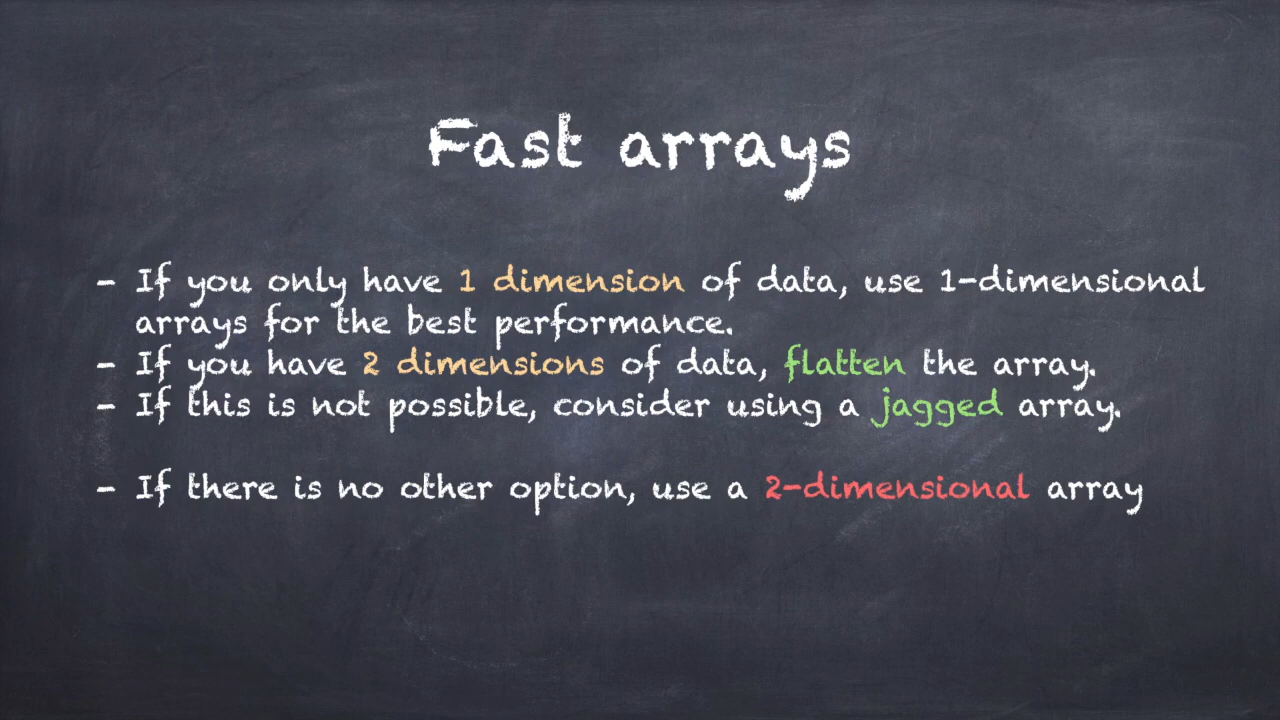 Fast arrays
- If you only have 1 dimension of data, use 1-dimensional
arrays for the best performance.
- If you have 2 dimensions of data, flatten the array.
- If this is not possible, consider using a jagged array.
- If there is no other option, use a 2-dimensional array